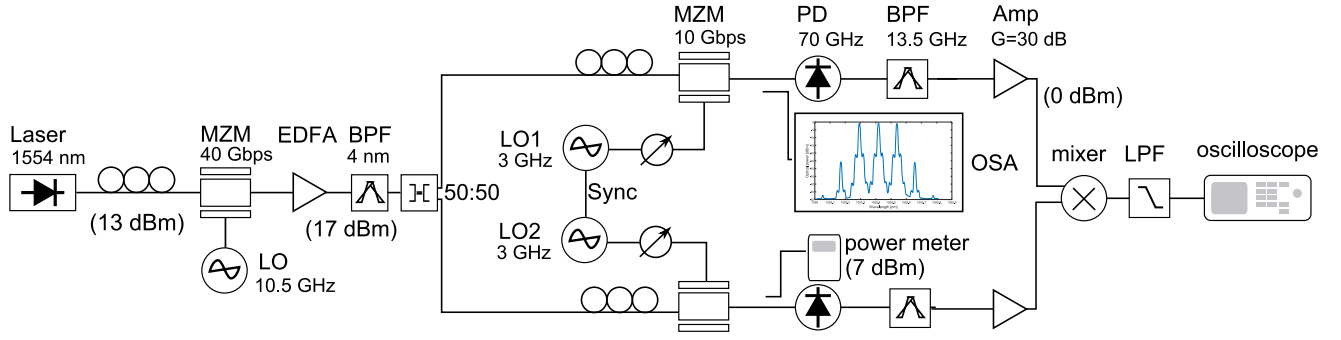 Laser
1554 nm
(13 dBm)
MZM
40 Gbps
LO
10.5 GHz
EDFA
BPF
4 nm
(17 dBm)
50:50
MZM
10 Gbps
PD
70 GHz
BPF
13.5 GHz
Amp
G=30 dB
(0 dBm)
LO1
3 GHz
Sync
LO2
3 GHz
OSA
power meter
(7 dBm)
mixer
LPF
oscilloscope